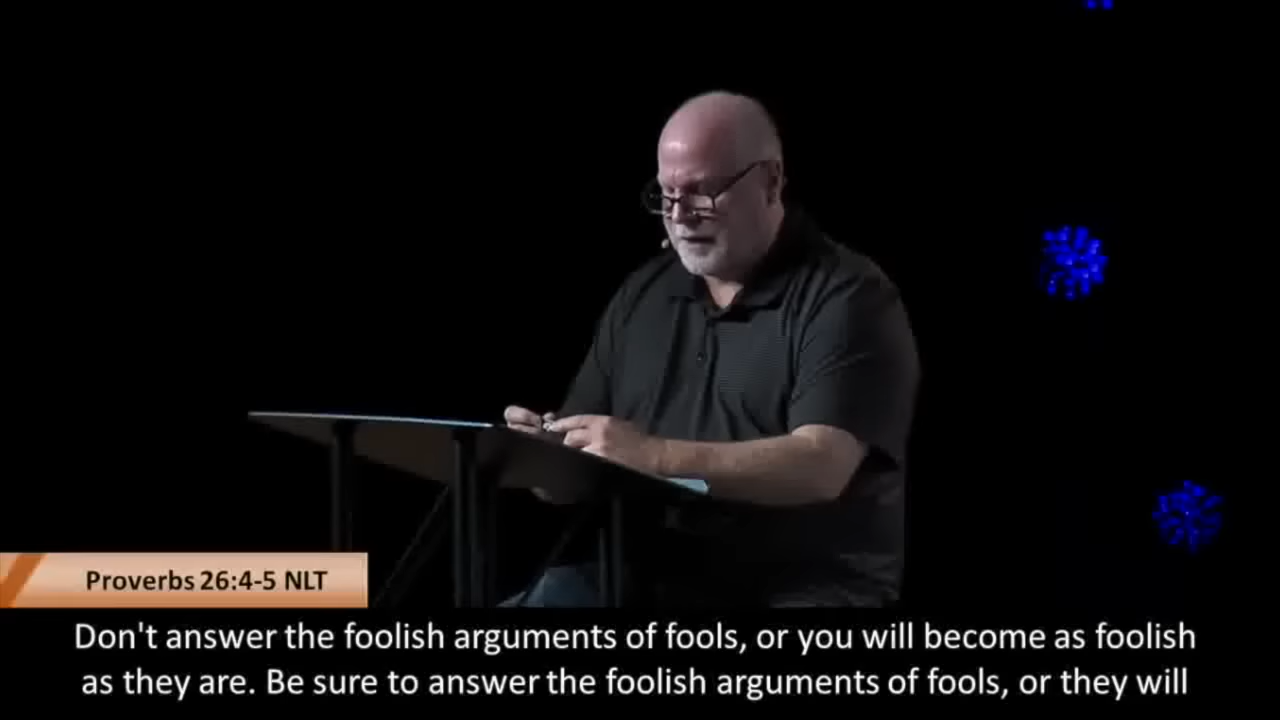 Proverbs 26:4-5 NLT
Don't answer the foolish arguments of fools, or you will become as foolish
as they are. Be sure to answer the foolish arguments of fools, or they will